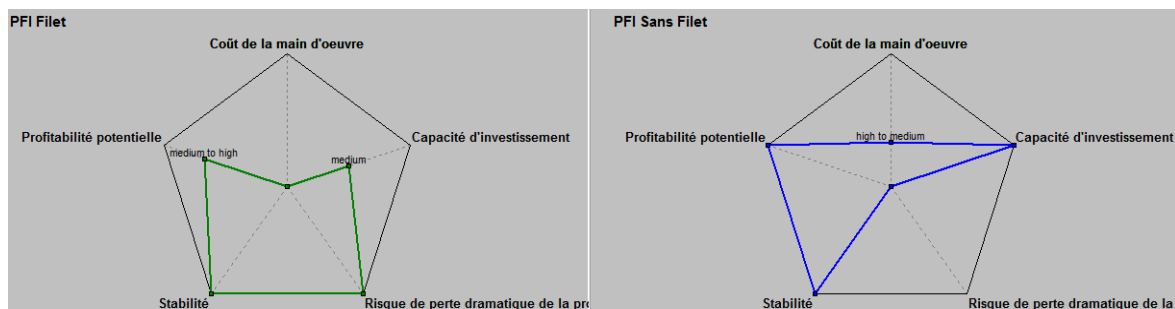 PFI Filet
Coût de la main d'oeuvre
Profitabilité potentielle
Capacité d'investissement
medium to high
medium
Stabilité
Risque de perte dramatique de la pro
PFI Sans Filet
Coût de la main d'oeuvre
high to medium
Profitabilité potentielle
Capacité d'investissement
Stabilité
Risque de perte dramatique de la